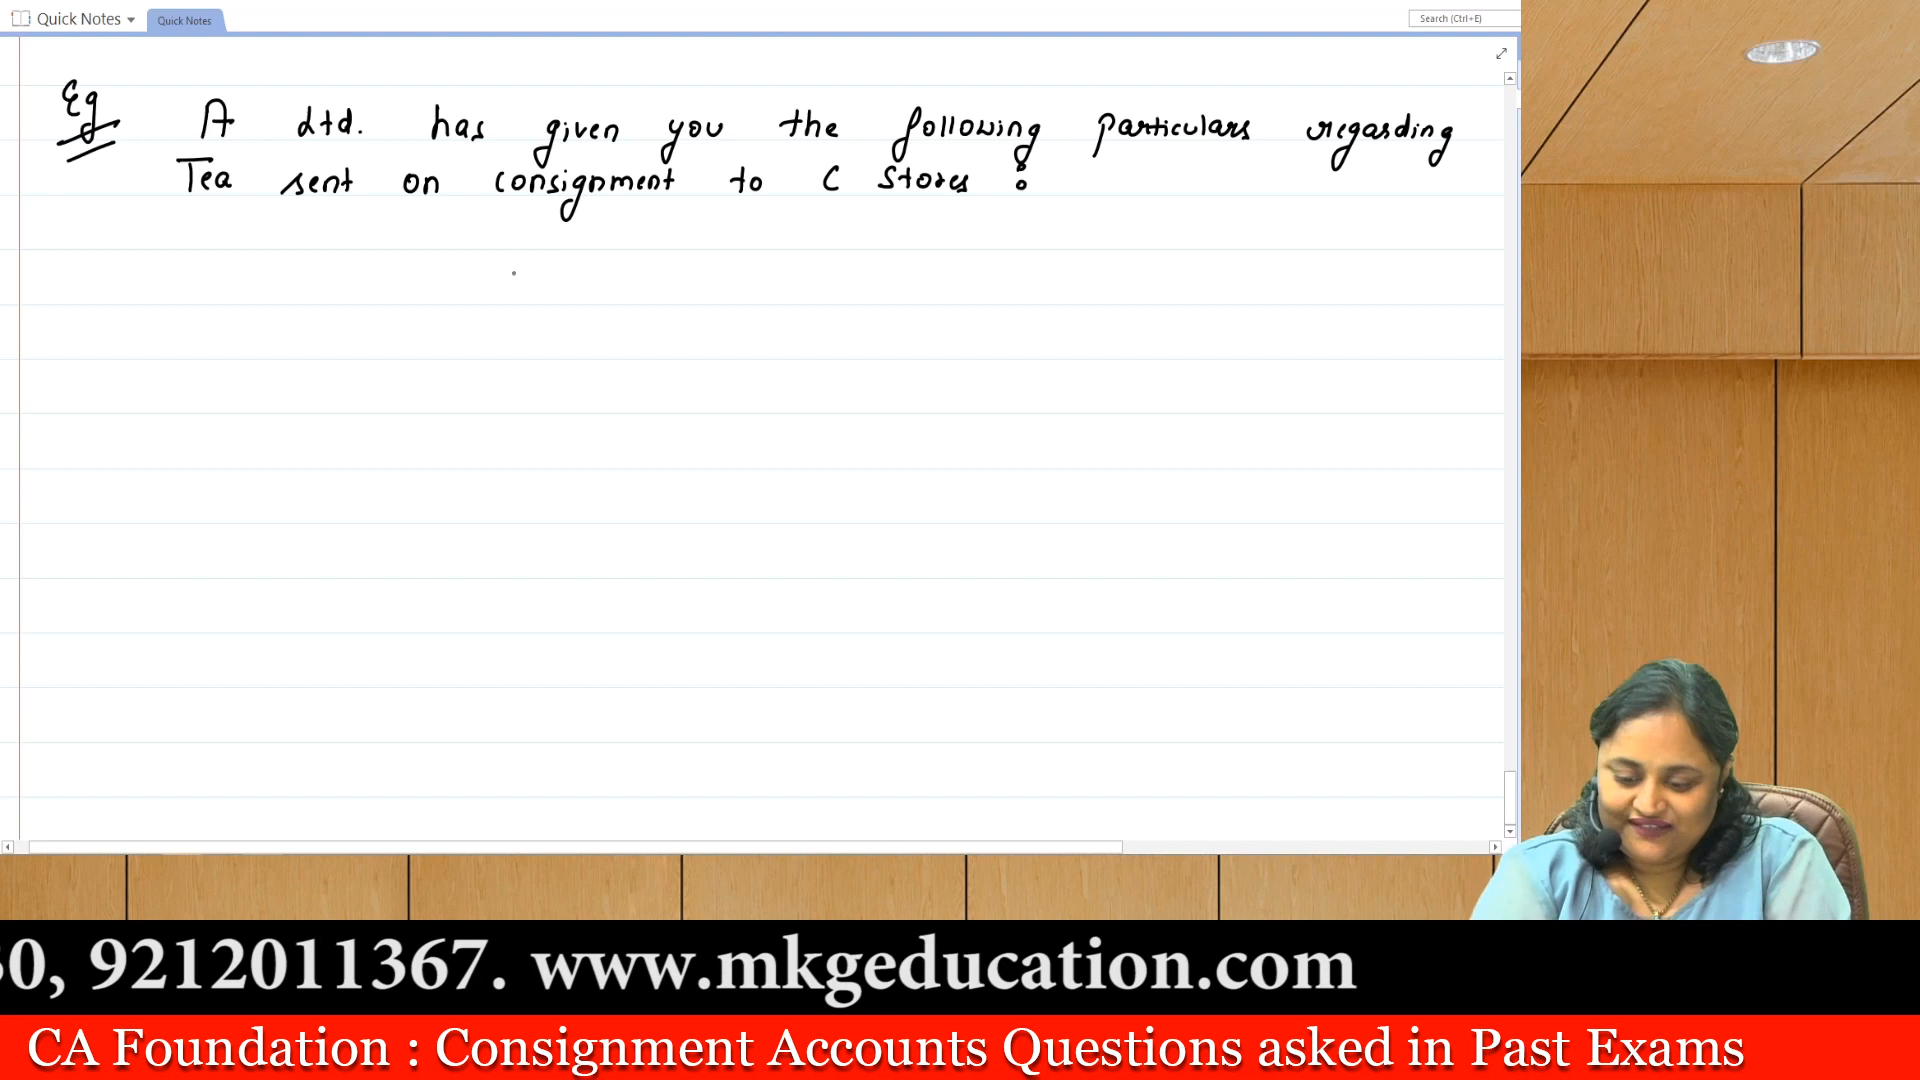 Quick Notes
Quick Notes
Search (Ctrl+E)
Eg A Ltd. has given you the following particulars regarding
Tea sent on consignment to C Stores :
0, 9212011367. www.mkgeducation.com
CA Foundation : Consignment Accounts Questions asked in Past Exams